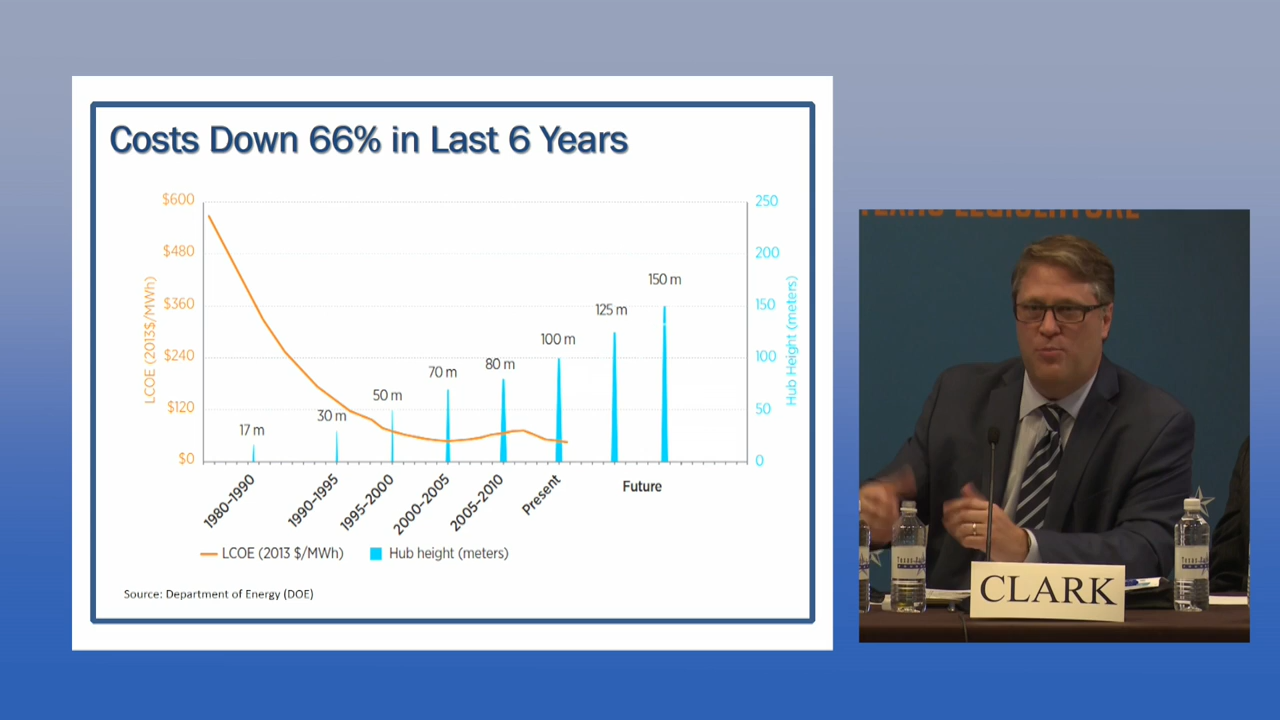 Costs Down 66% in Last 6 Years
$600
$480
$360
$240
$120
$0
LCOE (2013$/MWh)
250
200
150
100
50
0
Hub Height (meters)
17 m
30 m
50 m
70 m
80 m
100 m
125 m
150 m
1980-1990
1990-1995
1995-2000
2000-2005
2005-2010
Present
Future
LCOE (2013 $/MWh)
Hub height (meters)
Source: Department of Energy (DOE)
TEXAS LEGISLATURE
CLARK